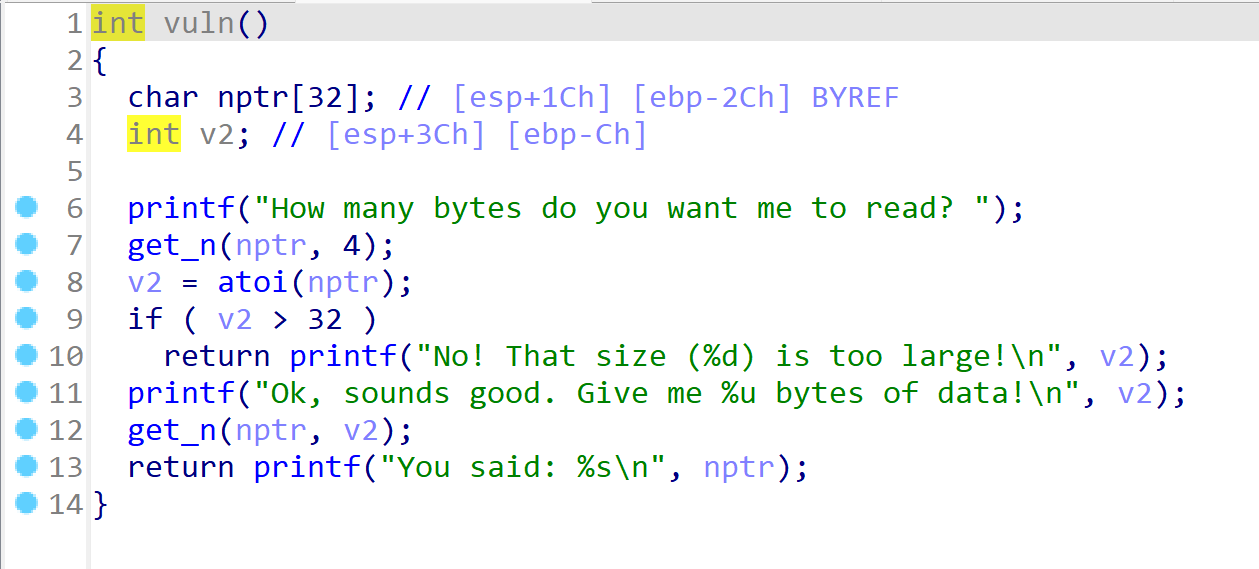 1 int vuln()
2 {
3 char nptr[32]; // [esp+1Ch] [ebp-2Ch] BYREF
4 int v2; // [esp+3Ch] [ebp-Ch]
5
6 printf("How many bytes do you want me to read? ");
7 get_n(nptr, 4);
8 v2 = atoi(nptr);
9 if ( v2 > 32 )
10 return printf("No! That size (%d) is too large!\n", v2);
11 printf("Ok, sounds good. Give me %u bytes of data!\n", v2);
12 get_n(nptr, v2);
13 return printf("You said: %s\n", nptr);
14 }